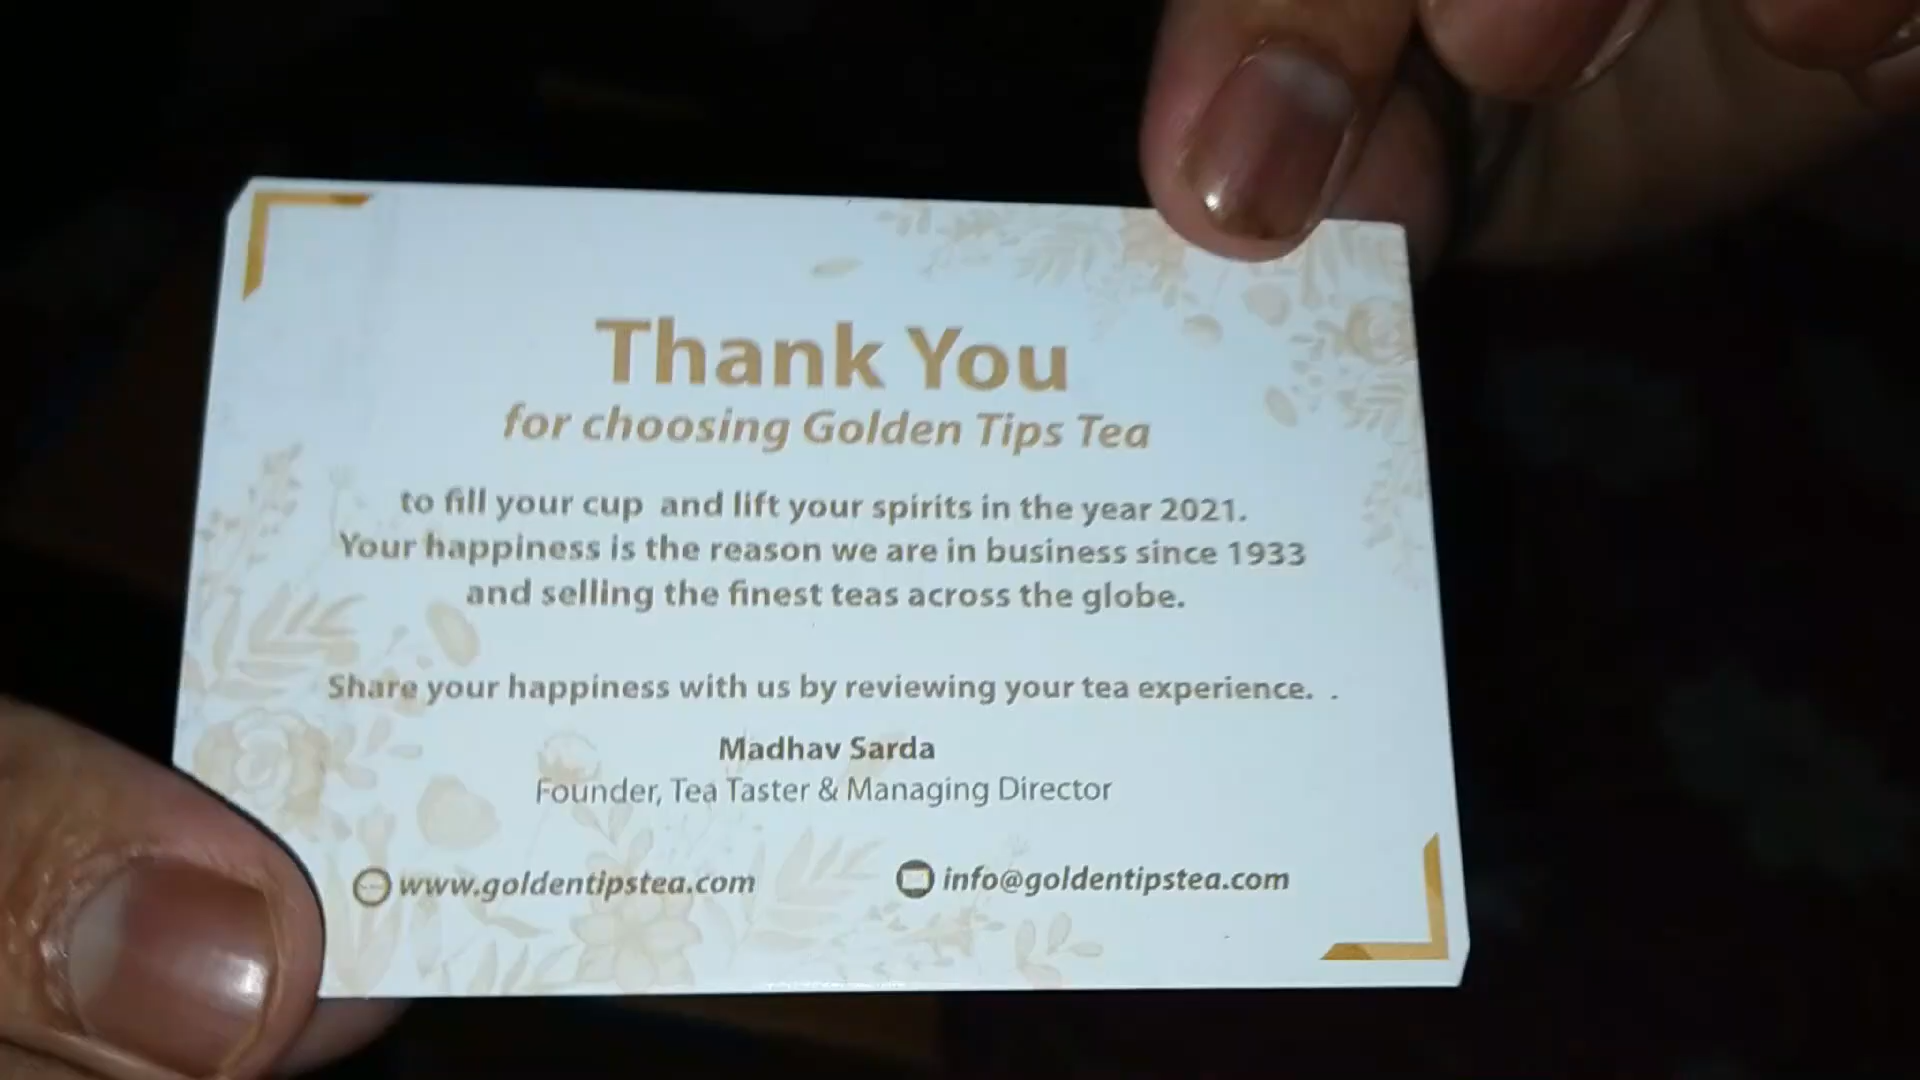 Thank You
for choosing Golden Tips Tea
to fill your cup and lift your spirits in the year 2021.
Your happiness is the reason we are in business since 1933
and selling the finest teas across the globe.
Share your happiness with us by reviewing your tea experience. .
Madhav Sarda
Founder, Tea Taster & Managing Director
www.goldentipstea.com
info@goldentipstea.com